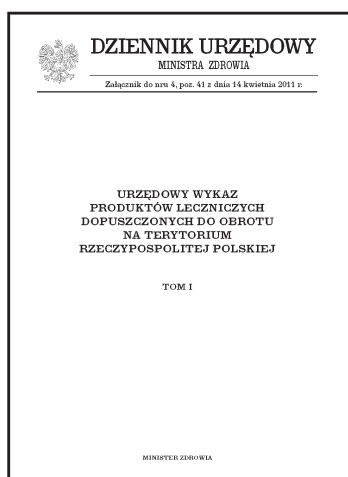 DZIENNIK URZĘDOWY
MINISTRA ZDROWIA
Załącznik do nru 4, poz. 41 z dnia 14 kwietnia 2011 r.
URZĘDOWY WYKAZ
PRODUKTÓW LECZNICZYCH
DOPUSZCZONYCH DO OBROTU
NA TERYTORIUM
RZECZYPOSPOLITEJ POLSKIEJ
TOM I
MINISTER ZDROWIA